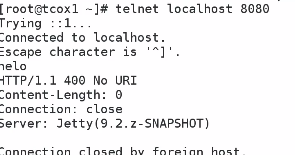 [root@tcox1 ~]# telnet localhost 8080
Trying ::1...
Connected to localhost.
Escape character is '^]'.
helo
HTTP/1.1 400 No URI
Content-Length: 0
Connection: close
Server: Jetty(9.2.z-SNAPSHOT)
Connection closed by foreign host.